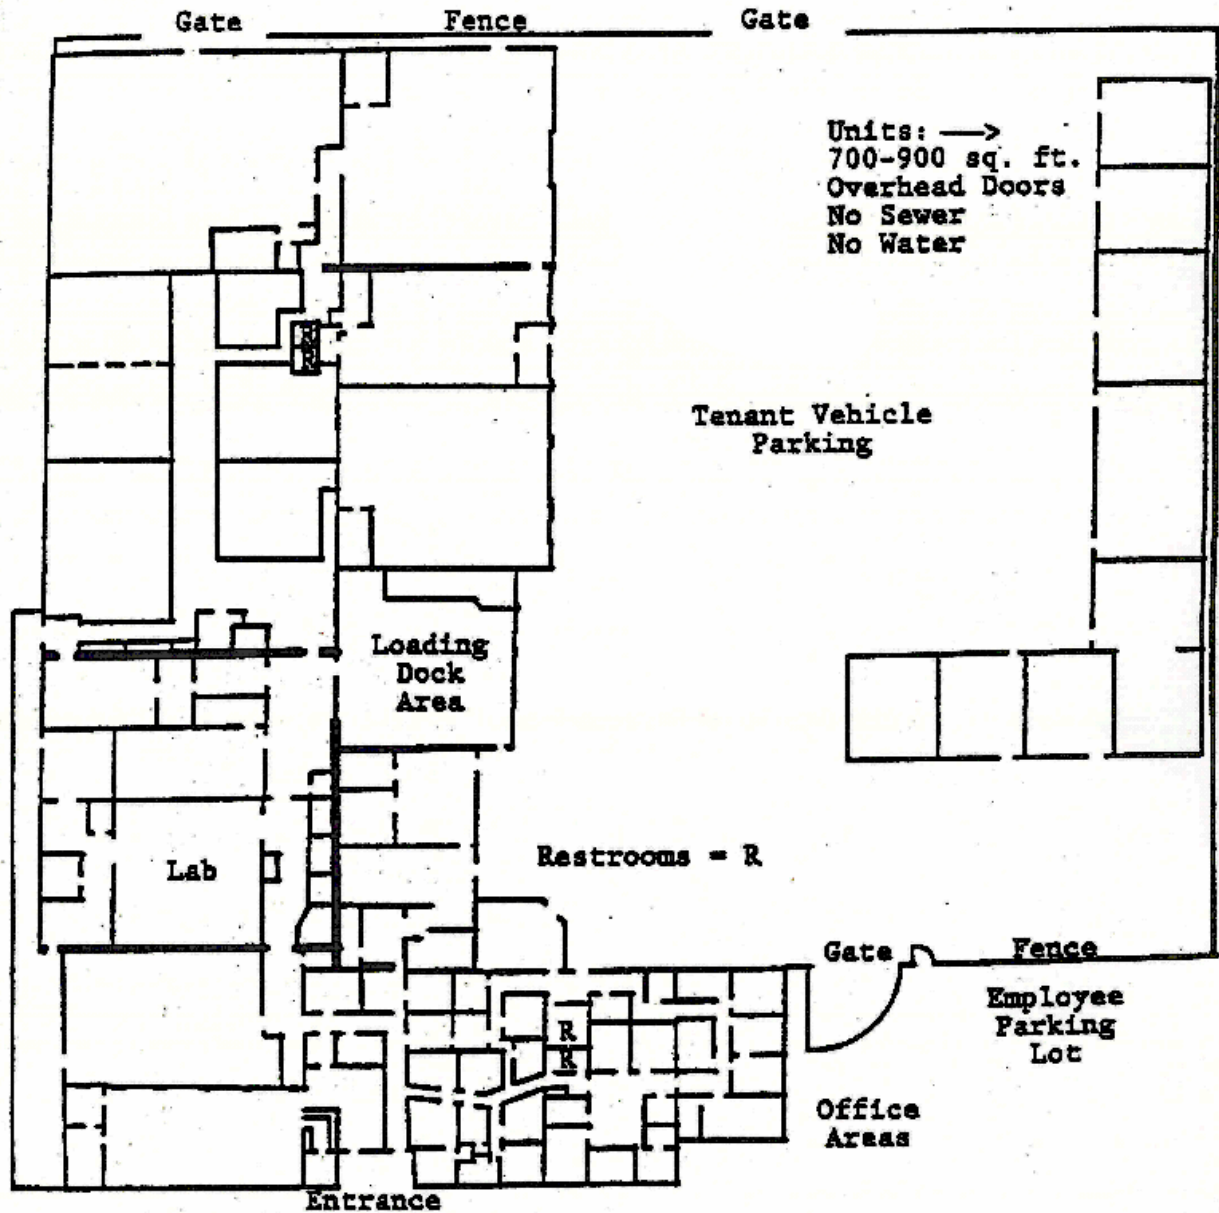 Gate
Fence
Gate
Units: —>
700-900 sq. ft.
Overhead Doors
No Sewer
No Water
Tenant Vehicle
Parking
Loading
Dock
Area
Lab
Restrooms = R
Gate
Fence
Employee
Parking
Lot
R
R
Office
Areas
Entrance